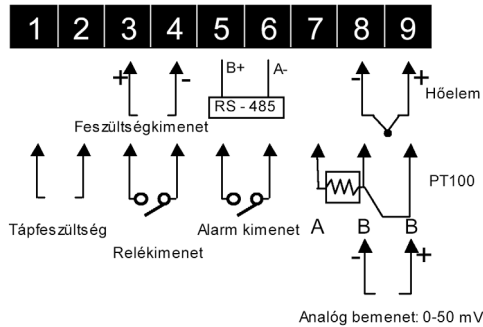 1 2 3 4 5 6 7 8 9
B+ A-
+ - - +
RS - 485
Hőelem
Feszültségkimenet
PT100
Tápfeszültség
Alarm kimenet
A B B
Relékimenet
- +
Analóg bemenet: 0-50 mV